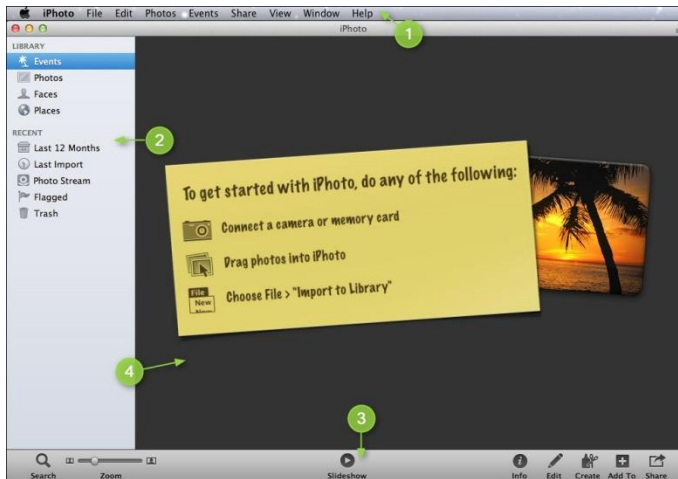 iPhoto File Edit Photos Events Share View Window Help
iPhoto
1
LIBRARY
Events
Photos
Faces
Places
RECENT
Last 12 Months
Last Import
Photo Stream
Flagged
Trash
2
To get started with iPhoto, do any of the following:
Connect a camera or memory card
Drag photos into iPhoto
File
New
Choose File > "Import to Library"
4
3
Search Zoom Slideshow Info Edit Create Add To Share